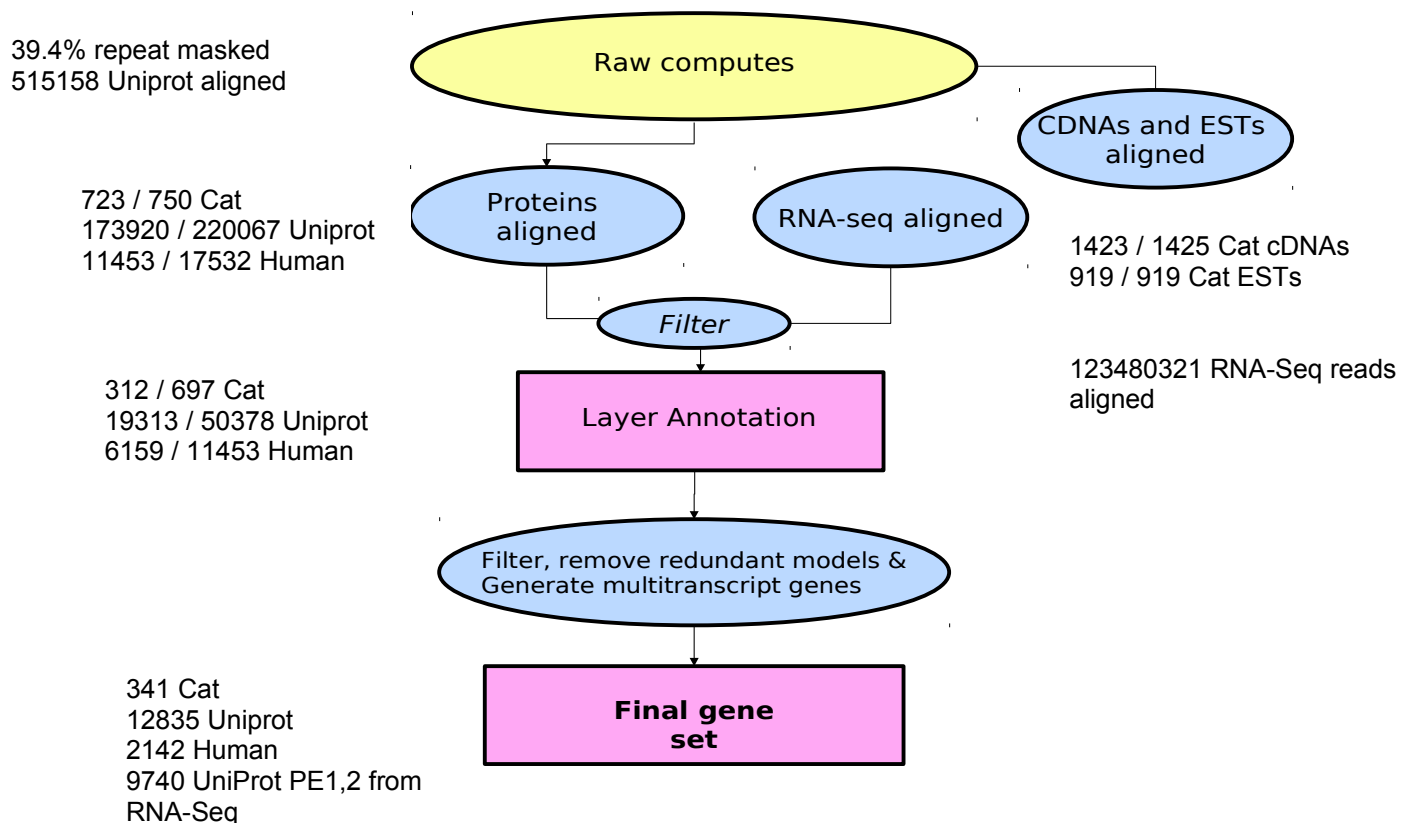 39.4% repeat masked
515158 Uniprot aligned
Raw computes
CDNAs and ESTs
aligned
723 / 750 Cat
173920 / 220067 Uniprot
11453 / 17532 Human
Proteins
aligned
RNA-seq aligned
1423 / 1425 Cat cDNAs
919 / 919 Cat ESTs
Filter
123480321 RNA-Seq reads
aligned
312 / 697 Cat
19313 / 50378 Uniprot
6159 / 11453 Human
Layer Annotation
Filter, remove redundant models &
Generate multitranscript genes
341 Cat
12835 Uniprot
2142 Human
9740 UniProt PE1,2 from
RNA-Seq
Final gene
set